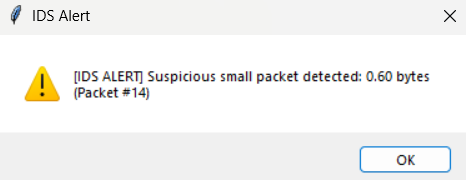 IDS Alert
[IDS ALERT] Suspicious small packet detected: 0.60 bytes
(Packet #14)
OK